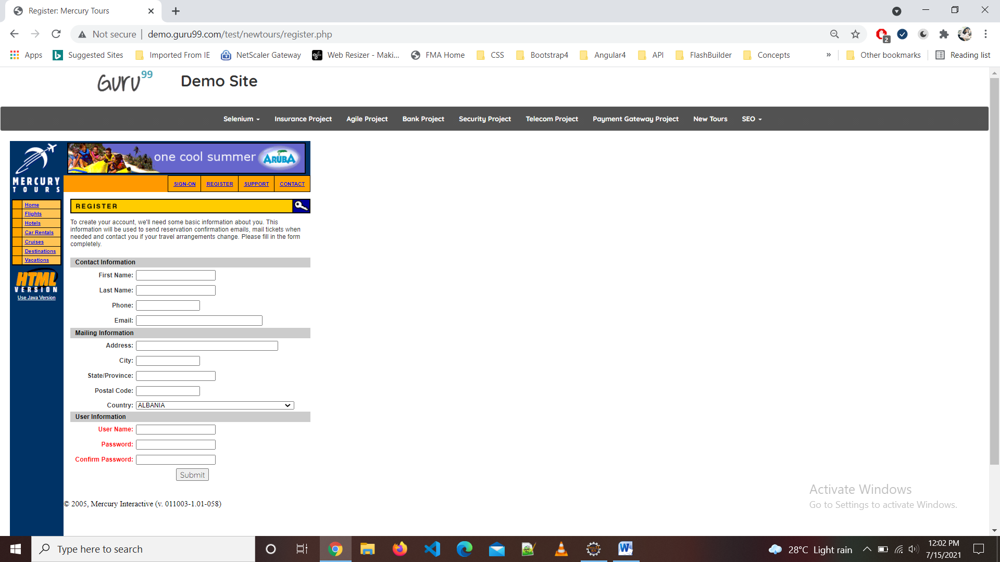 Register: Mercury Tours
Not secure
demo.guru99.com/test/newtours/register.php
2
Apps
Suggested Sites
Imported From IE
NetScaler Gateway
Web Resizer - Maki...
FMA Home
CSS
Bootstrap4
Angular4
API
FlashBuilder
Concepts
»
Other bookmarks
Reading list
Guru99
Demo Site
Selenium
Insurance Project
Agile Project
Bank Project
Security Project
Telecom Project
Payment Gateway Project
New Tours
SEO
MERCURY
TOURS
one cool summer
ARUBA
SIGN-ON
REGISTER
SUPPORT
CONTACT
Home
Flights
Hotels
Car Rentals
Cruises
Destinations
Vacations
HTML
VERSION
Use Java Version
REGISTER
To create your account, we'll need some basic information about you. This
information will be used to send reservation confirmation emails, mail tickets when
needed and contact you if your travel arrangements change. Please fill in the form
completely.
Contact Information
First Name:
Last Name:
Phone:
Email:
Mailing Information
Address:
City:
State/Province:
Postal Code:
Country: ALBANIA
User Information
User Name:
Password:
Confirm Password:
Submit
© 2005, Mercury Interactive (v. 011003-1.01-058)
Activate Windows
Go to Settings to activate Windows.
Type here to search
28°C Light rain
12:02 PM
7/15/2021